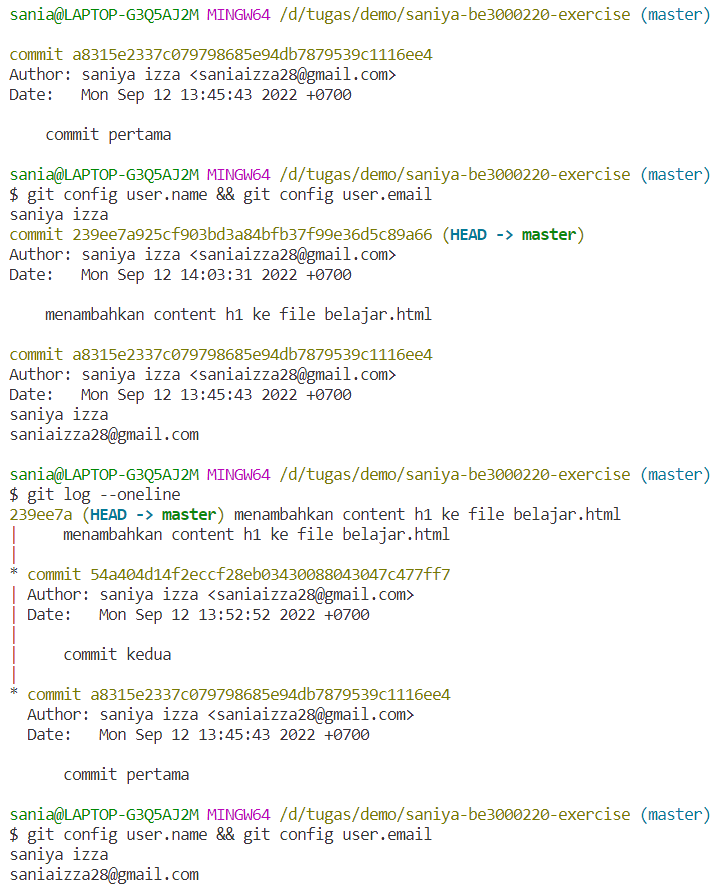 sania@LAPTOP-G3Q5AJ2M MINGW64 /d/tugas/demo/saniya-be3000220-exercise (master)
commit a8315e2337c079798685e94db7879539c1116ee4
Author: saniya izza <saniaizza28@gmail.com>
Date:   Mon Sep 12 13:45:43 2022 +0700
    commit pertama
sania@LAPTOP-G3Q5AJ2M MINGW64 /d/tugas/demo/saniya-be3000220-exercise (master)
$ git config user.name && git config user.email
saniya izza
commit 239ee7a925cf903bd3a84bfb37f99e36d5c89a66 (HEAD -> master)
Author: saniya izza <saniaizza28@gmail.com>
Date:   Mon Sep 12 14:03:31 2022 +0700
    menambahkan content h1 ke file belajar.html
commit a8315e2337c079798685e94db7879539c1116ee4
Author: saniya izza <saniaizza28@gmail.com>
Date:   Mon Sep 12 13:45:43 2022 +0700
saniya izza
saniaizza28@gmail.com
sania@LAPTOP-G3Q5AJ2M MINGW64 /d/tugas/demo/saniya-be3000220-exercise (master)
$ git log --oneline
239ee7a (HEAD -> master) menambahkan content h1 ke file belajar.html
|     menambahkan content h1 ke file belajar.html
|
* commit 54a404d14f2eccf28eb03430088043047c477ff7
| Author: saniya izza <saniaizza28@gmail.com>
| Date:   Mon Sep 12 13:52:52 2022 +0700
|
|     commit kedua
|
* commit a8315e2337c079798685e94db7879539c1116ee4
  Author: saniya izza <saniaizza28@gmail.com>
  Date:   Mon Sep 12 13:45:43 2022 +0700
      commit pertama
sania@LAPTOP-G3Q5AJ2M MINGW64 /d/tugas/demo/saniya-be3000220-exercise (master)
$ git config user.name && git config user.email
saniya izza
saniaizza28@gmail.com